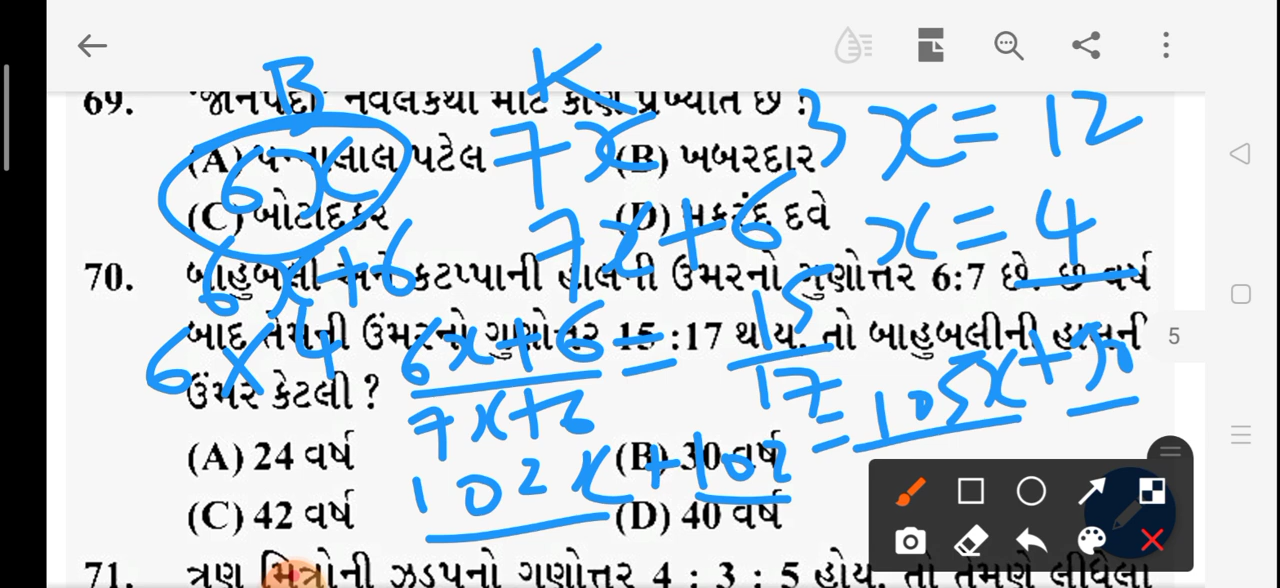 69. 'જાનપદી' નવલકથા માટે કોણ પ્રખ્યાત છે ?
B K
(A) પન્નાલાલ પટેલ (B) ખબરદાર
6x 7x 3x = 12
(C) બોટાદકર (D) મકરંદ દવે
6x+6 7x+6 x = 4
70. બાહુબલી અને કટપ્પાની હાલની ઉંમરનો ગુણોત્તર 6:7 છે. છ વર્ષ
બાદ તેમની ઉંમરનો ગુણોત્તર 15 :17 થાય. તો બાહુબલીની હાલની 5
ઉંમર કેટલી ?
6×4 6x+6 = 15
7x+6 17
(A) 24 વર્ષ (B) 30 વર્ષ
102x+102 = 105x+90
(C) 42 વર્ષ (D) 40 વર્ષ
71. ત્રણ મિત્રોની ઝડપનો ગુણોત્તર 4 : 3 : 5 હોય. તો તેમણે લીધેલા